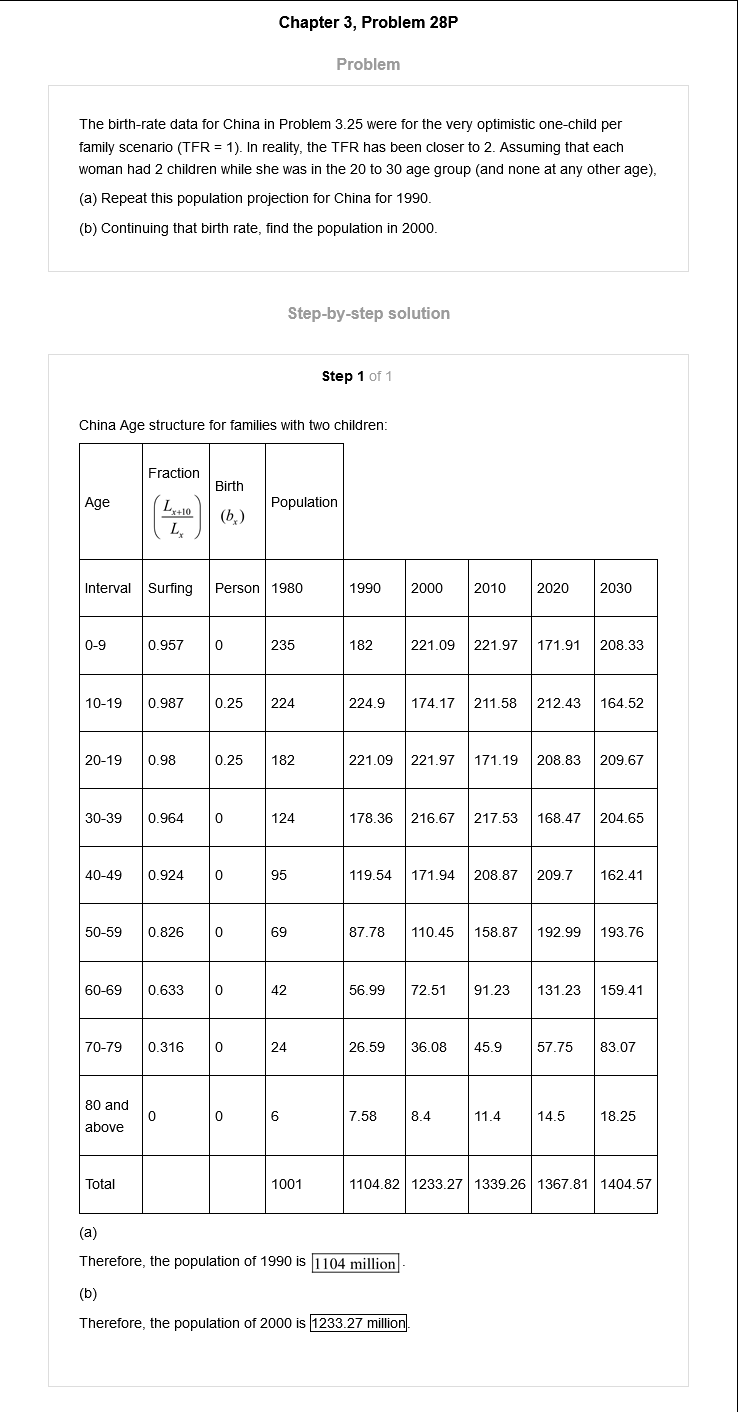 Chapter 3, Problem 28P
Problem
The birth-rate data for China in Problem 3.25 were for the very optimistic one-child per
family scenario (TFR = 1). In reality, the TFR has been closer to 2. Assuming that each
woman had 2 children while she was in the 20 to 30 age group (and none at any other age),
(a) Repeat this population projection for China for 1990.
(b) Continuing that birth rate, find the population in 2000.
Step-by-step solution
Step 1 of 1
China Age structure for families with two children:
Age Fraction (L_{x+10}/L_x) Birth (b_x) Population
Interval Surfing Person 1980 1990 2000 2010 2020 2030
0-9 0.957 0 235 182 221.09 221.97 171.91 208.33
10-19 0.987 0.25 224 224.9 174.17 211.58 212.43 164.52
20-19 0.98 0.25 182 221.09 221.97 171.19 208.83 209.67
30-39 0.964 0 124 178.36 216.67 217.53 168.47 204.65
40-49 0.924 0 95 119.54 171.94 208.87 209.7 162.41
50-59 0.826 0 69 87.78 110.45 158.87 192.99 193.76
60-69 0.633 0 42 56.99 72.51 91.23 131.23 159.41
70-79 0.316 0 24 26.59 36.08 45.9 57.75 83.07
80 and above 0 0 6 7.58 8.4 11.4 14.5 18.25
Total 1001 1104.82 1233.27 1339.26 1367.81 1404.57
(a)
Therefore, the population of 1990 is 1104 million.
(b)
Therefore, the population of 2000 is 1233.27 million.